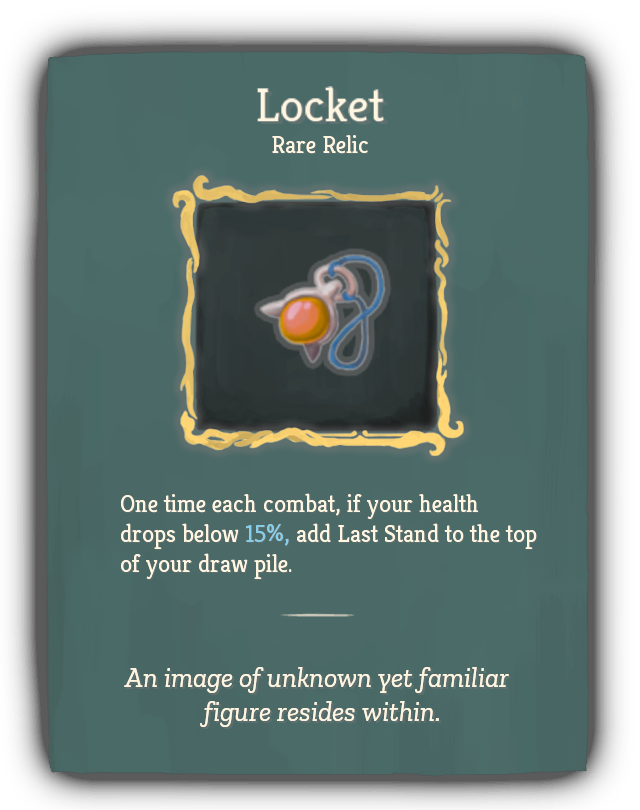 Locket
Rare Relic
One time each combat, if your health
drops below 15%, add Last Stand to the top
of your draw pile.
An image of unknown yet familiar
figure resides within.